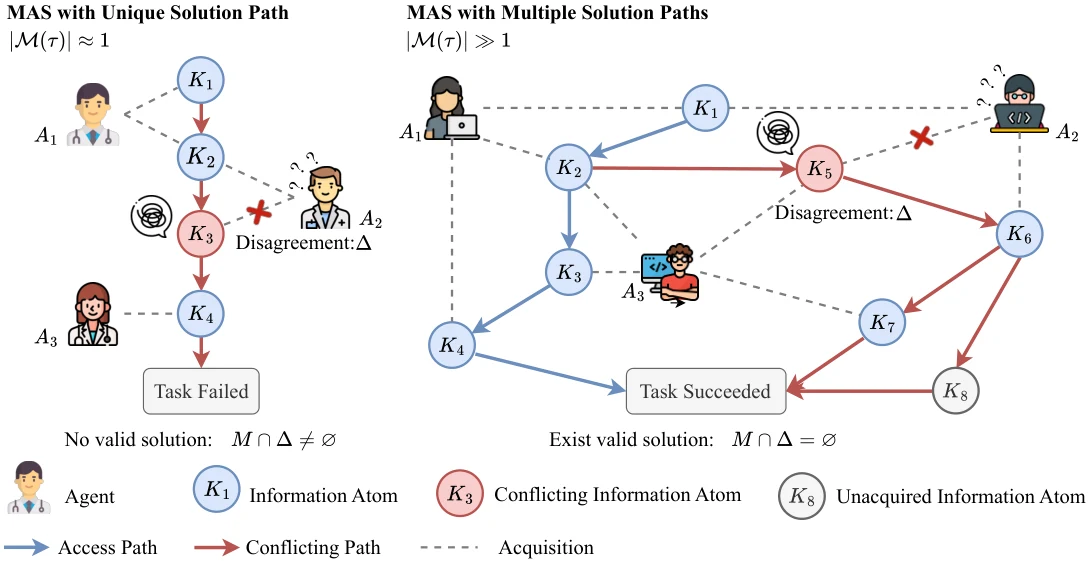 MAS with Unique Solution Path
|ℳ(τ)| ≈ 1
K₁
A₁
K₂
? ? ?
A₂
K₃
Disagreement: Δ
K₄
A₃
Task Failed
No valid solution: M ∩ Δ ≠ ∅
MAS with Multiple Solution Paths
|ℳ(τ)| ≫ 1
A₁
K₁
? ? ?
</>
A₂
K₂
K₅
Disagreement: Δ
K₆
K₃
</>
A₃
K₇
K₄
Task Succeeded
K₈
Exist valid solution: M ∩ Δ = ∅
Agent
K₁ Information Atom
K₃ Conflicting Information Atom
K₈ Unacquired Information Atom
Access Path
Conflicting Path
Acquisition